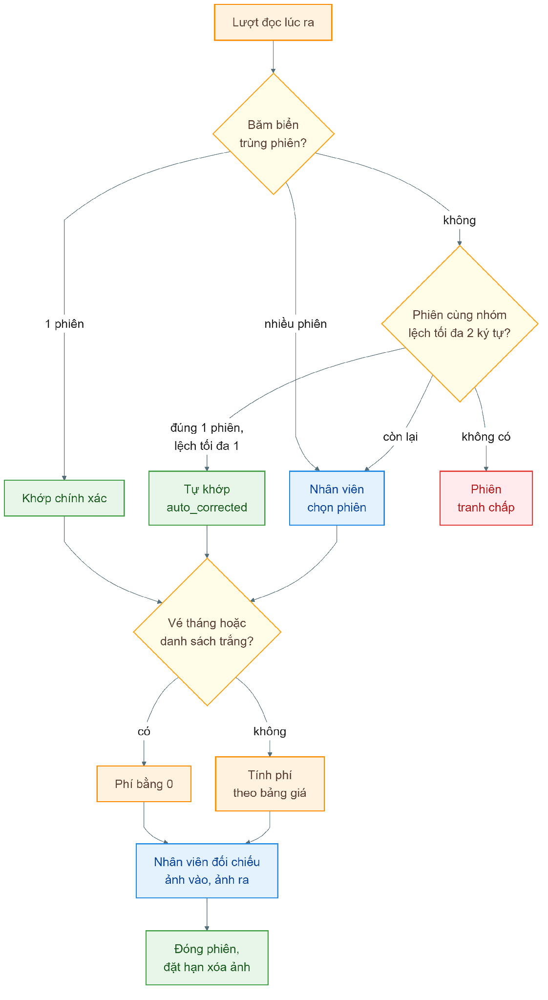 Lượt đọc lúc ra
Băm biển
trùng phiên?
không
1 phiên
nhiều phiên
Phiên cùng nhóm
lệch tối đa 2 ký tự?
đúng 1 phiên,
lệch tối đa 1
còn lại
không có
Khớp chính xác
Tự khớp
auto_corrected
Nhân viên
chọn phiên
Phiên
tranh chấp
Vé tháng hoặc
danh sách trắng?
có
không
Phí bằng 0
Tính phí
theo bảng giá
Nhân viên đối chiếu
ảnh vào, ảnh ra
Đóng phiên,
đặt hạn xóa ảnh